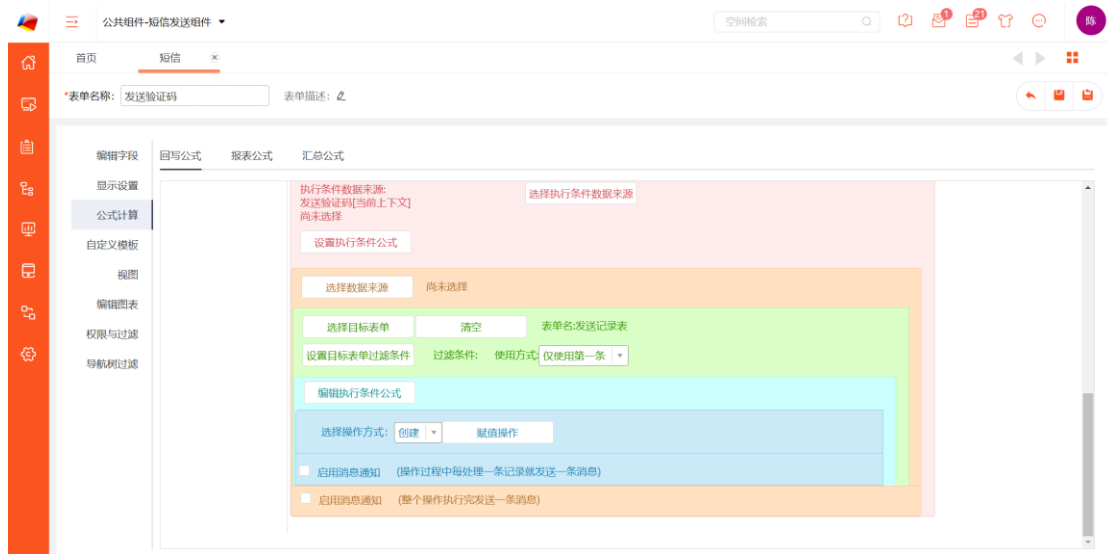 公共组件-短信发送组件
空间检索
1
21
陈
首页 短信
*表单名称: 发送验证码 表单描述:
编辑字段
显示设置
公式计算
自定义模板
视图
编辑图表
权限与过滤
导航树过滤
回写公式 报表公式 汇总公式
执行条件数据来源: 选择执行条件数据来源
发送验证码[当前上下文]
尚未选择
设置执行条件公式
选择数据来源 尚未选择
选择目标表单 清空 表单名:发送记录表
设置目标表单过滤条件 过滤条件: 使用方式: 仅使用第一条
编辑执行条件公式
选择操作方式: 创建 赋值操作
启用消息通知 (操作过程中每处理一条记录就发送一条消息)
启用消息通知 (整个操作执行完发送一条消息)